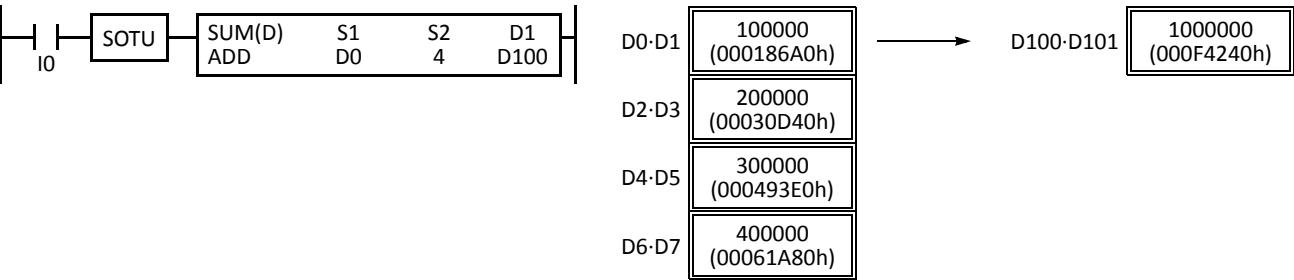 I0
SOTU
SUM(D) S1 S2 D1
ADD D0 4 D100
D0·D1 100000
(000186A0h)
D2·D3 200000
(00030D40h)
D4·D5 300000
(000493E0h)
D6·D7 400000
(00061A80h)
D100·D101 1000000
(000F4240h)